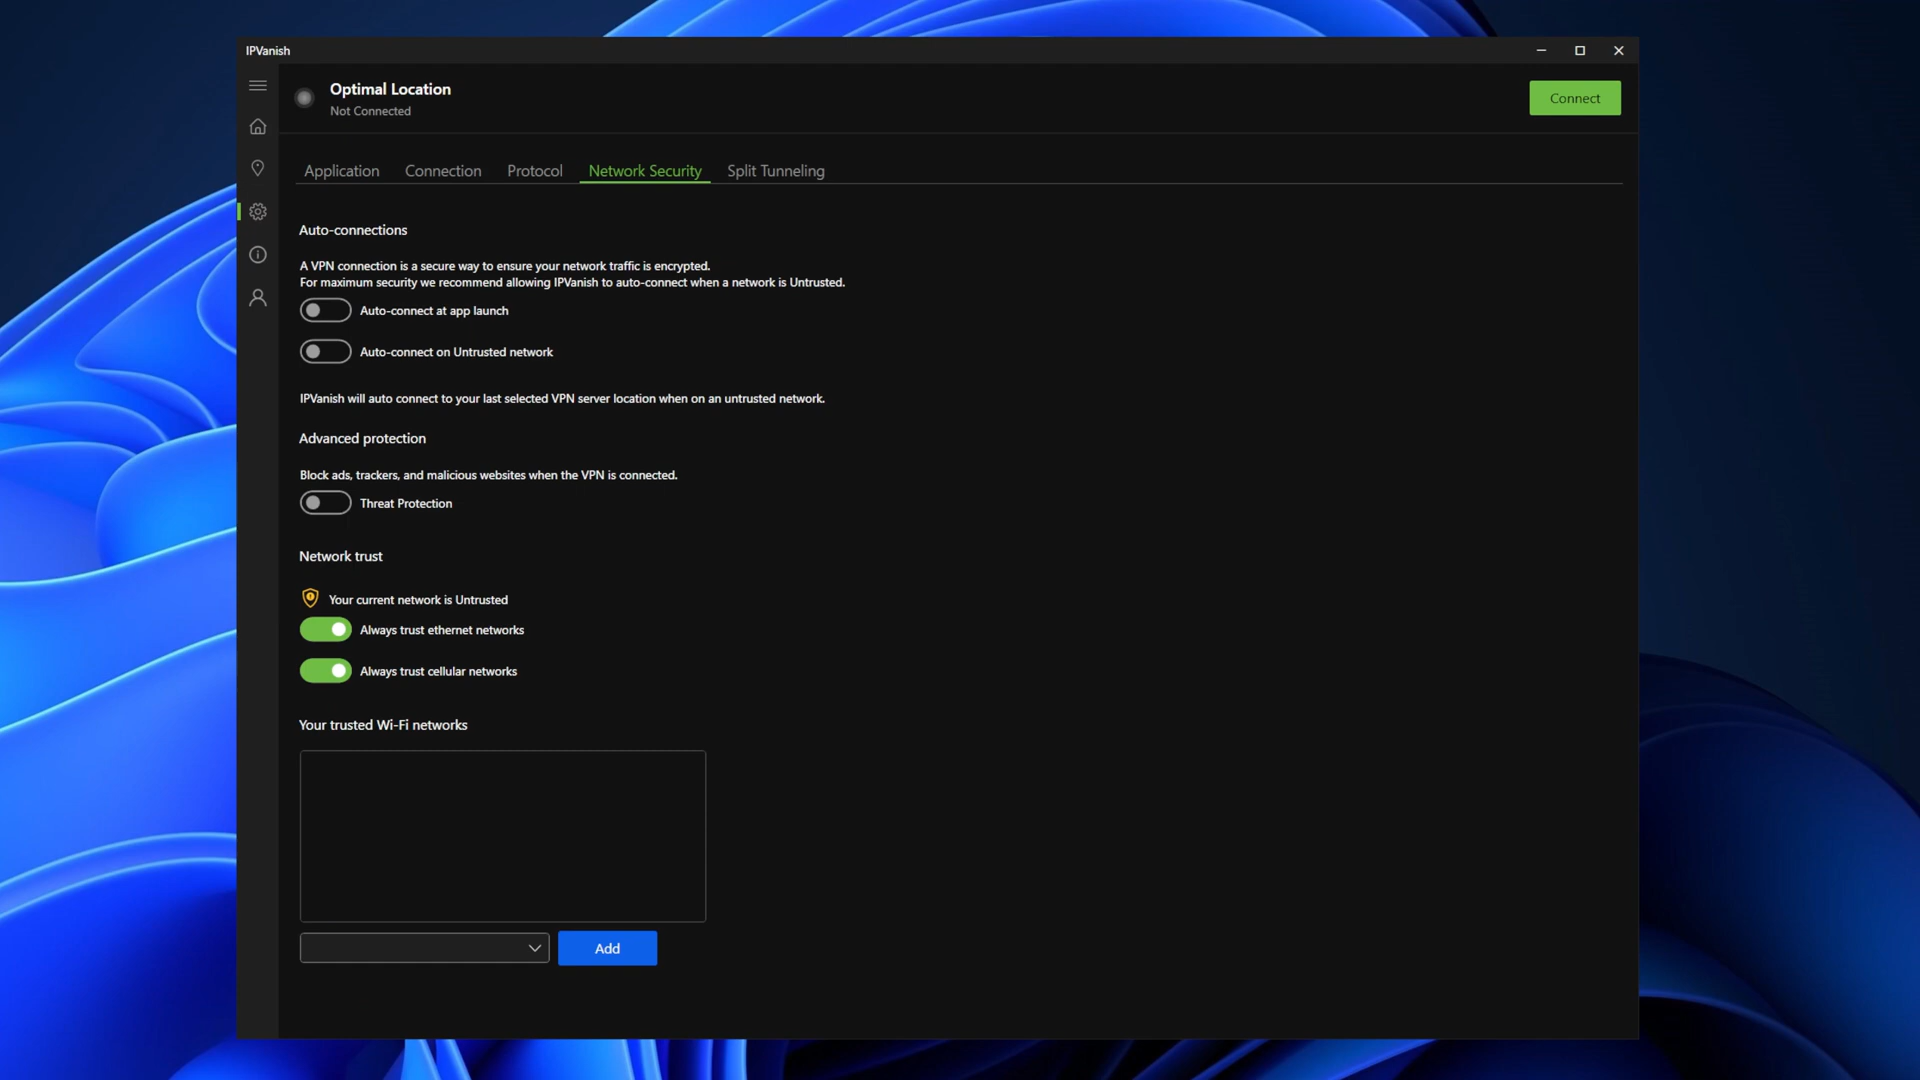 IPVanish
Optimal Location
Not Connected
Connect
Application Connection Protocol Network Security Split Tunneling
Auto-connections
A VPN connection is a secure way to ensure your network traffic is encrypted.
For maximum security we recommend allowing IPVanish to auto-connect when a network is Untrusted.
Auto-connect at app launch
Auto-connect on Untrusted network
IPVanish will auto connect to your last selected VPN server location when on an untrusted network.
Advanced protection
Block ads, trackers, and malicious websites when the VPN is connected.
Threat Protection
Network trust
Your current network is Untrusted
Always trust ethernet networks
Always trust cellular networks
Your trusted Wi-Fi networks
Add